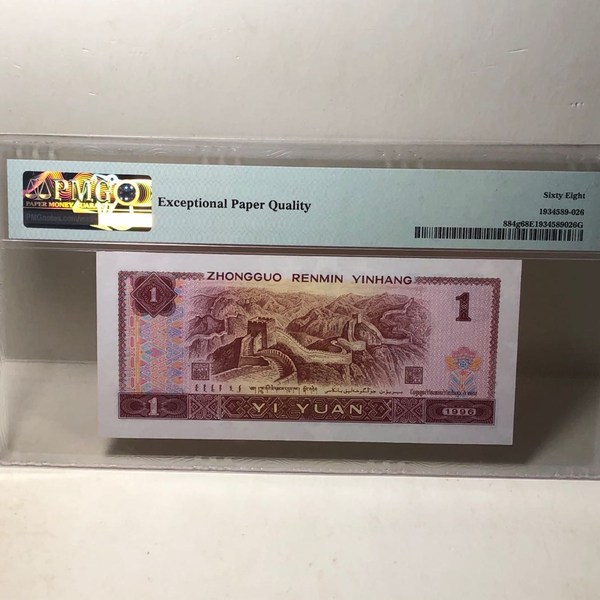 PMG
PAPER MONEY GUARANTY
Exceptional Paper Quality
Sixty Eight
1934589-026
884g68E1934589026G
ZHONGGUO RENMIN YINHANG
1
1
1
YI YUAN
1996